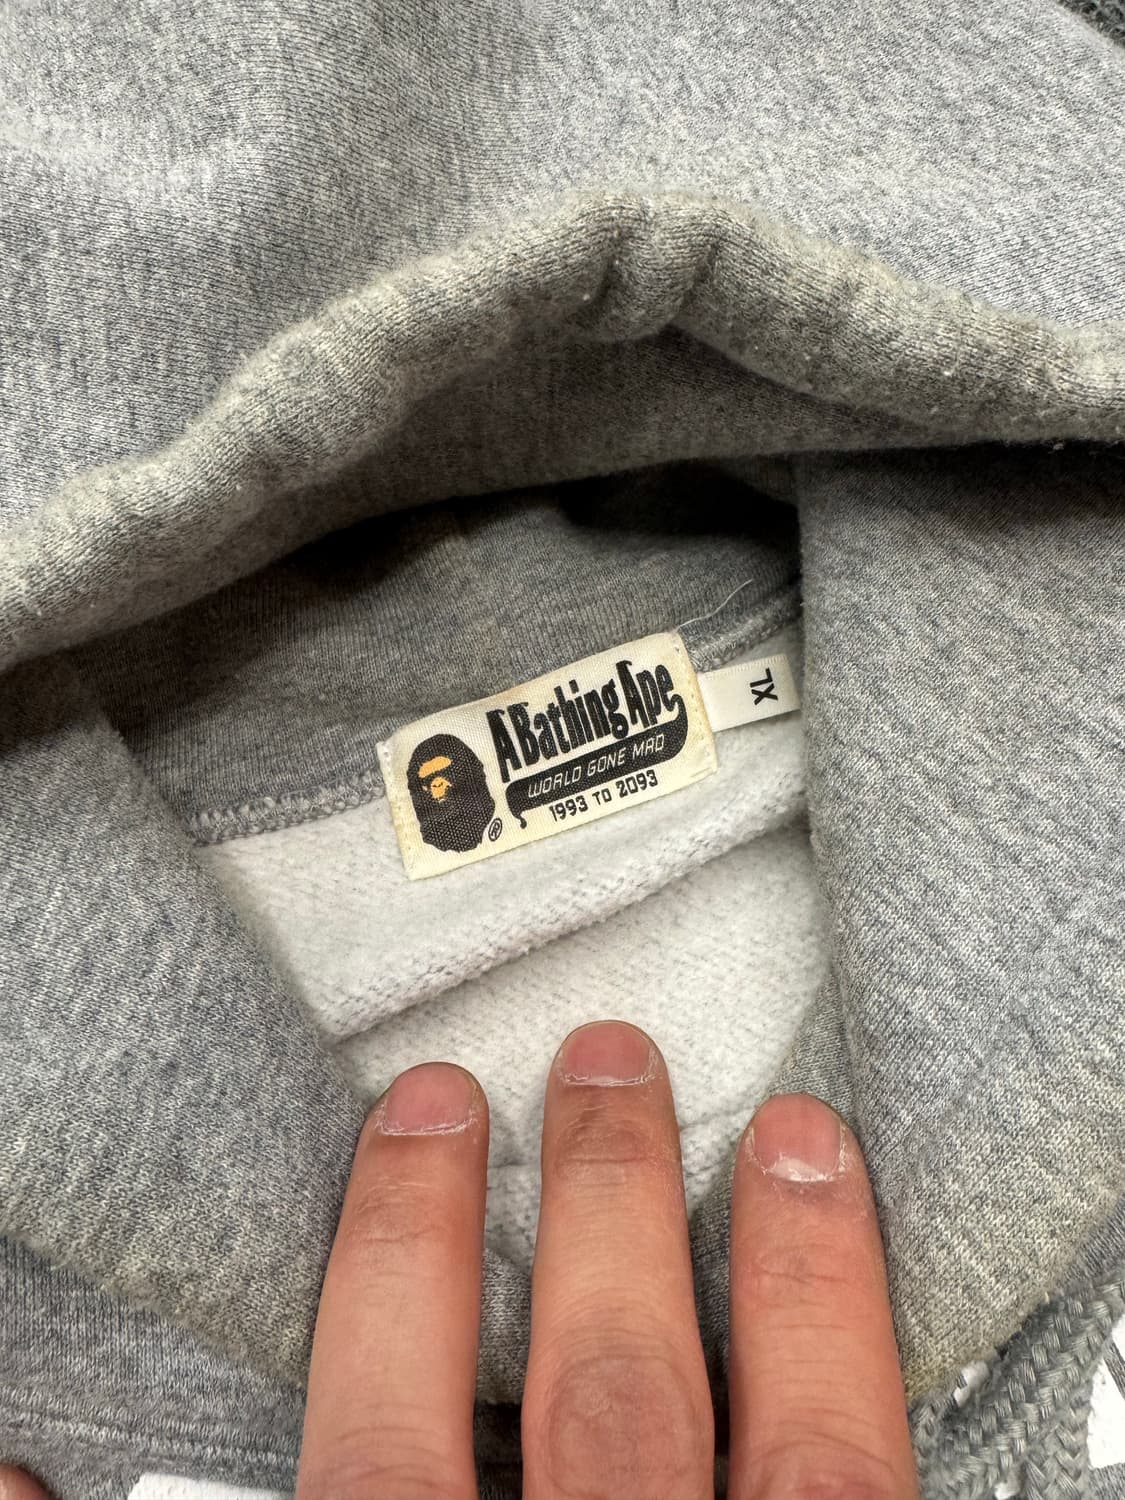 A Bathing Ape
WORLD GONE MAD
1993 TO 2093
XL